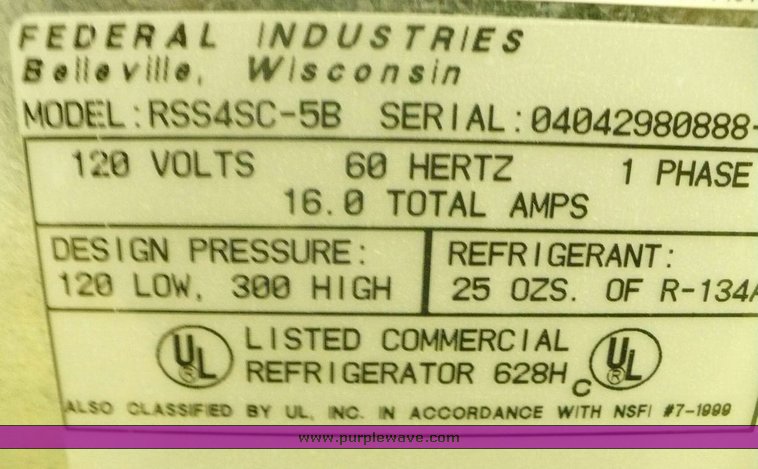 FEDERAL INDUSTRIES
Belleville, Wisconsin
MODEL: RSS4SC-5B SERIAL: 04042980888-
120 VOLTS 60 HERTZ 1 PHASE
16.0 TOTAL AMPS
DESIGN PRESSURE:
120 LOW, 300 HIGH
REFRIGERANT:
25 OZS. OF R-134A
UL LISTED COMMERCIAL
REFRIGERATOR 628H C UL
ALSO CLASSIFIED BY UL, INC. IN ACCORDANCE WITH NSFI #7-1999
www.purplewave.com